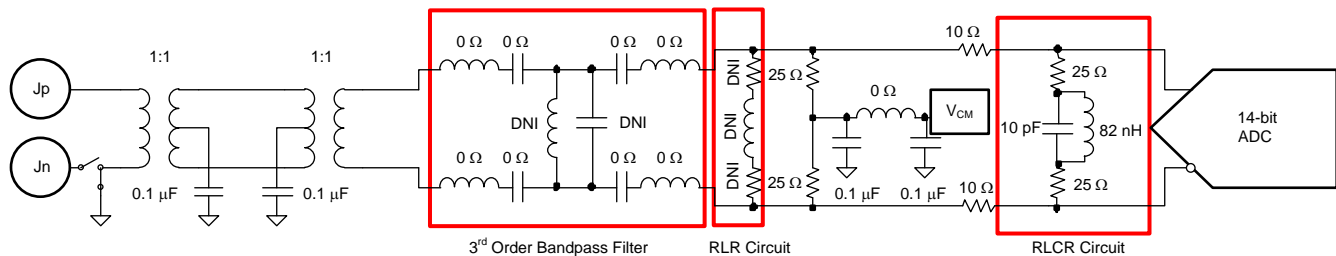 Jp
Jn
1:1
1:1
0.1 μF
0.1 μF
0 Ω
0 Ω
0 Ω
0 Ω
DNI
DNI
0 Ω
0 Ω
0 Ω
0 Ω
3rd Order Bandpass Filter
DNI
DNI
DNI
RLR Circuit
25 Ω
25 Ω
0 Ω
VCM
0.1 μF
0.1 μF
10 Ω
10 Ω
25 Ω
10 pF
82 nH
25 Ω
RLCR Circuit
14-bit
ADC